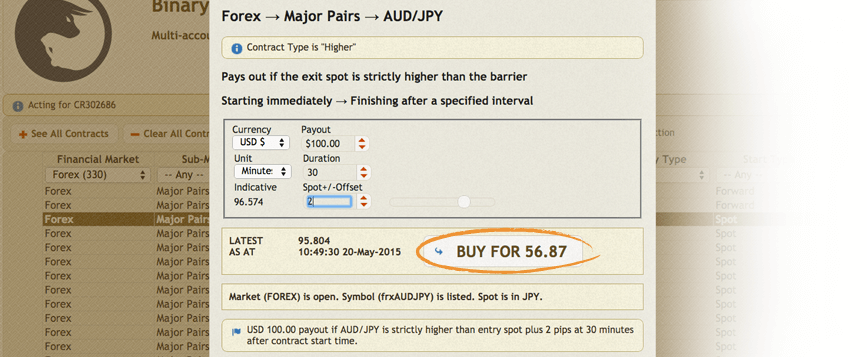 Binary
Multi-accou
Forex → Major Pairs → AUD/JPY
Contract Type is "Higher"
Pays out if the exit spot is strictly higher than the barrier
Acting for CR302686
Starting immediately → Finishing after a specified interval
See All Contracts
Clear All Contr
ction
Currency
Payout
USD $
$100.00
Unit
Duration
Minute:
30
Indicative
Spot+/-Offset
96.574
2
Financial Market
Sub-M
y Type
Forex (330)
-- Any --
-- Any
Forex
Major Pairs
Forward
Forex
Major Pairs
Forward
Forex
Major Pairs
Spot
Forex
Major Pairs
Spot
Forex
Major Pairs
Spot
Forex
Major Pairs
Spot
Forex
Major Pairs
Spot
Forex
Major Pairs
Spot
Forex
Major Pairs
Spot
Forex
Major Pairs
Spot
Forex
Major Pairs
Spot
Forex
Major Pairs
Spot
LATEST
95.804
AS AT
10:49:30 20-May-2015
BUY FOR 56.87
Market (FOREX) is open. Symbol (frxAUDJPY) is listed. Spot is in JPY.
USD 100.00 payout if AUD/JPY is strictly higher than entry spot plus 2 pips at 30 minutes
after contract start time.